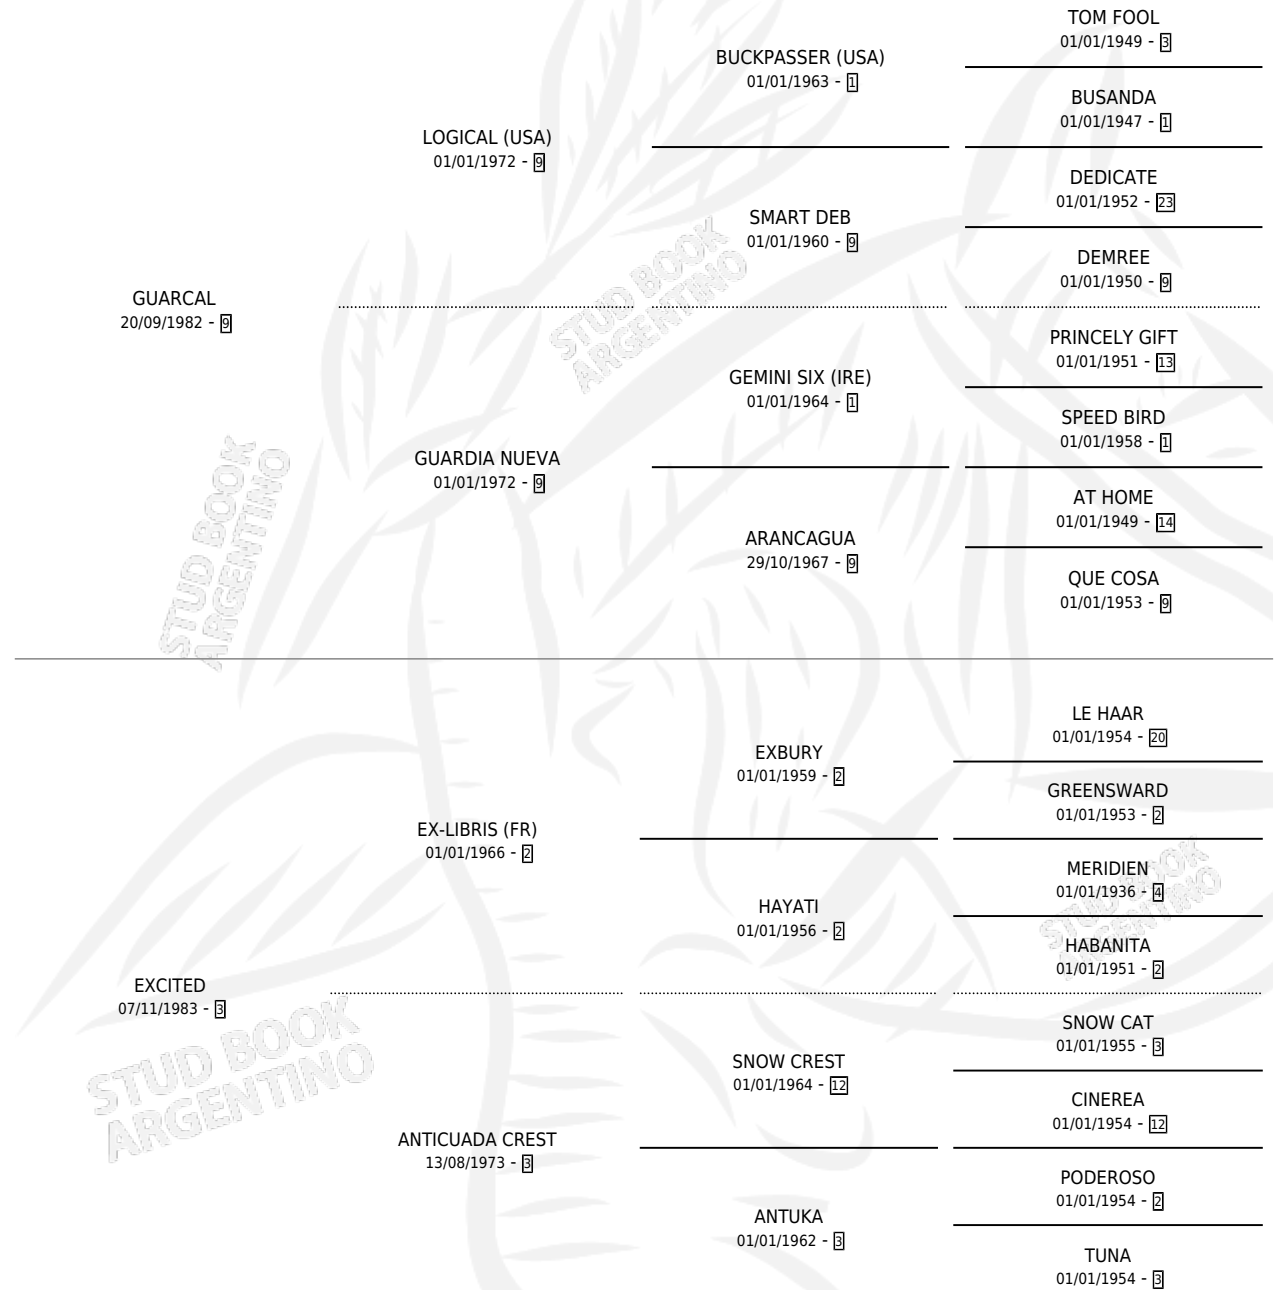 TOM FOOL
01/01/1949 - 3
BUCKPASSER (USA)
01/01/1963 - 1
BUSANDA
01/01/1947 - 1
LOGICAL (USA)
01/01/1972 - 9
DEDICATE
01/01/1952 - 23
SMART DEB
01/01/1960 - 9
DEMREE
01/01/1950 - 9
GUARCAL
20/09/1982 - 9
PRINCELY GIFT
01/01/1951 - 13
GEMINI SIX (IRE)
01/01/1964 - 1
SPEED BIRD
01/01/1958 - 1
GUARDIA NUEVA
01/01/1972 - 9
AT HOME
01/01/1949 - 14
ARANCAGUA
29/10/1967 - 9
QUE COSA
01/01/1953 - 9
STUD BOOK
ARGENTINO
STUD BOOK
ARGENTINO
LE HAAR
01/01/1954 - 20
EXBURY
01/01/1959 - 2
GREENSWARD
01/01/1953 - 2
EX-LIBRIS (FR)
01/01/1966 - 2
MERIDIEN
01/01/1936 - 4
HAYATI
01/01/1956 - 2
HABANITA
01/01/1951 - 2
EXCITED
07/11/1983 - 3
SNOW CAT
01/01/1955 - 3
SNOW CREST
01/01/1964 - 12
CINEREA
01/01/1954 - 12
ANTICUADA CREST
13/08/1973 - 3
PODEROSO
01/01/1954 - 2
ANTUKA
01/01/1962 - 3
TUNA
01/01/1954 - 3
STUD BOOK
ARGENTINO
STUD BOOK
ARGENTINO